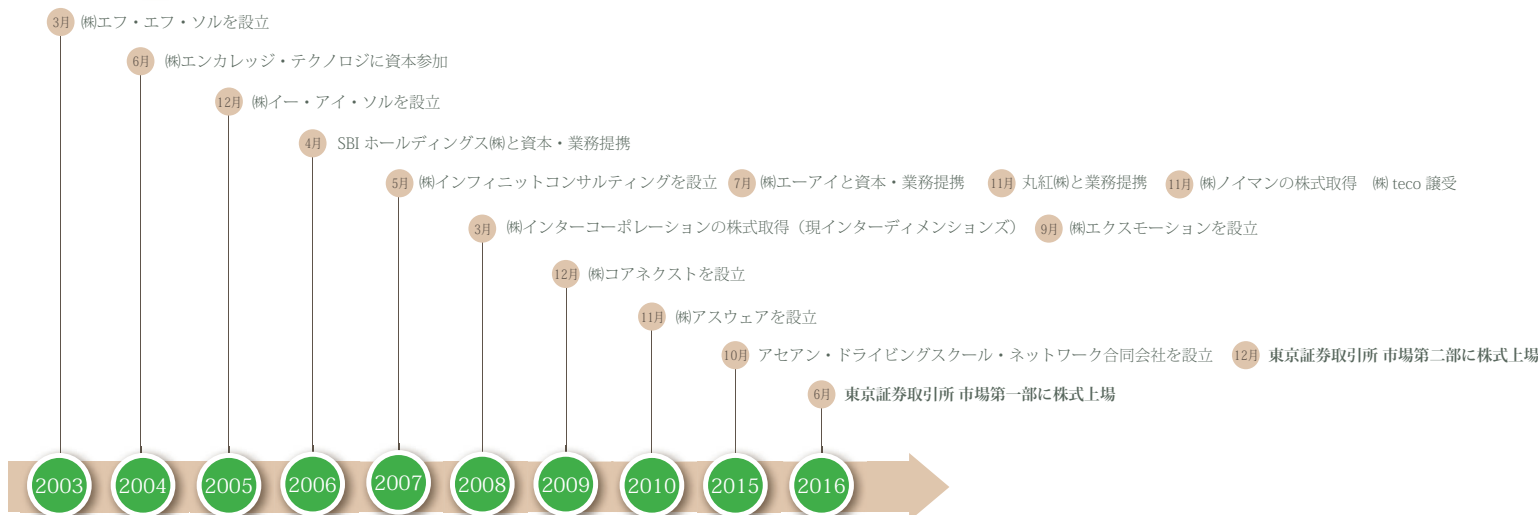 3月 ㈱エフ・エフ・ソルを設立
6月 ㈱エンカレッジ・テクノロジに資本参加
12月 ㈱イー・アイ・ソルを設立
4月 SBI ホールディングス㈱と資本・業務提携
5月 ㈱インフィニットコンサルティングを設立 7月 ㈱エーアイと資本・業務提携 11月 丸紅㈱と業務提携 11月 ㈱ノイマンの株式取得 ㈱ teco 譲受
3月 ㈱インターコーポレーションの株式取得（現インターディメンションズ） 9月 ㈱エクスモーションを設立
12月 ㈱コアネクストを設立
11月 ㈱アスウェアを設立
10月 アセアン・ドライビングスクール・ネットワーク合同会社を設立 12月 東京証券取引所 市場第二部に株式上場
6月 東京証券取引所 市場第一部に株式上場
2003 2004 2005 2006 2007 2008 2009 2010 2015 2016